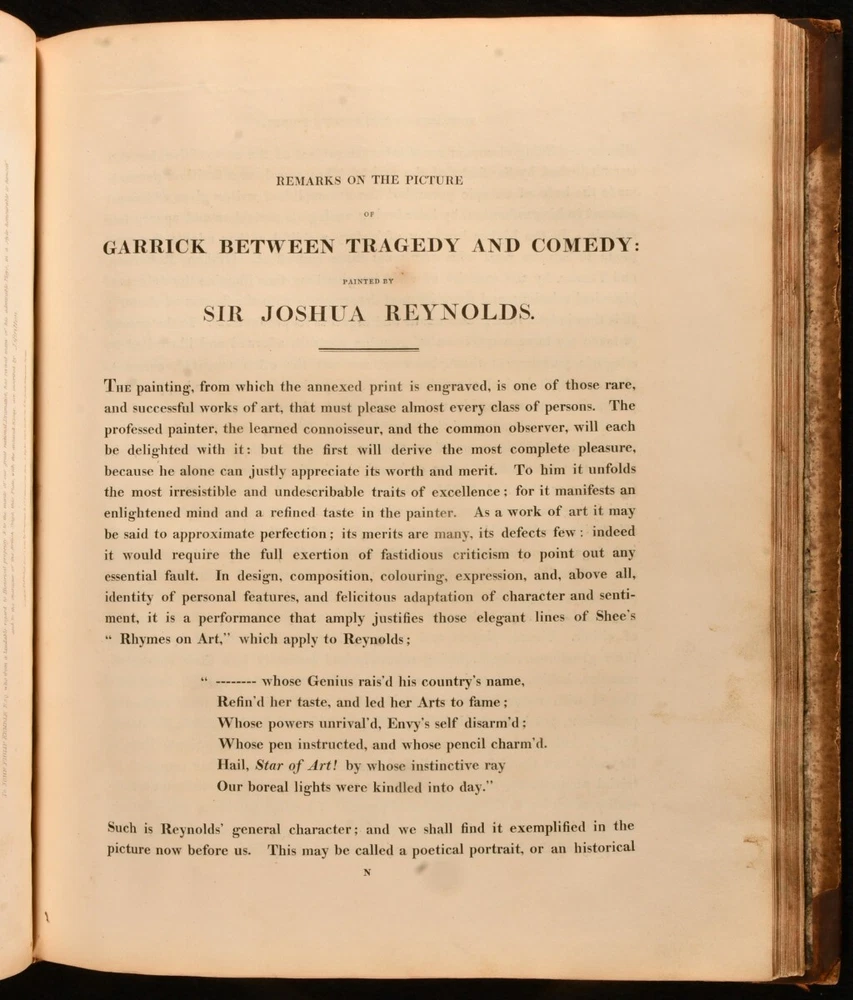 REMARKS ON THE PICTURE
OF
GARRICK BETWEEN TRAGEDY AND COMEDY:
PAINTED BY
SIR JOSHUA REYNOLDS.
THE painting, from which the annexed print is engraved, is one of those rare,
and successful works of art, that must please almost every class of persons. The
professed painter, the learned connoisseur, and the common observer, will each
be delighted with it: but the first will derive the most complete pleasure,
because he alone can justly appreciate its worth and merit. To him it unfolds
the most irresistible and undescribable traits of excellence; for it manifests an
enlightened mind and a refined taste in the painter. As a work of art it may
be said to approximate perfection; its merits are many, its defects few: indeed
it would require the full exertion of fastidious criticism to point out any
essential fault. In design, composition, colouring, expression, and, above all,
identity of personal features, and felicitous adaptation of character and senti-
ment, it is a performance that amply justifies those elegant lines of Shee's
" Rhymes on Art," which apply to Reynolds;
" -------- whose Genius rais'd his country's name,
Refin'd her taste, and led her Arts to fame;
Whose powers unrival'd, Envy's self disarm'd;
Whose pen instructed, and whose pencil charm'd.
Hail, Star of Art! by whose instinctive ray
Our boreal lights were kindled into day."
Such is Reynolds' general character; and we shall find it exemplified in the
picture now before us. This may be called a poetical portrait, or an historical
N